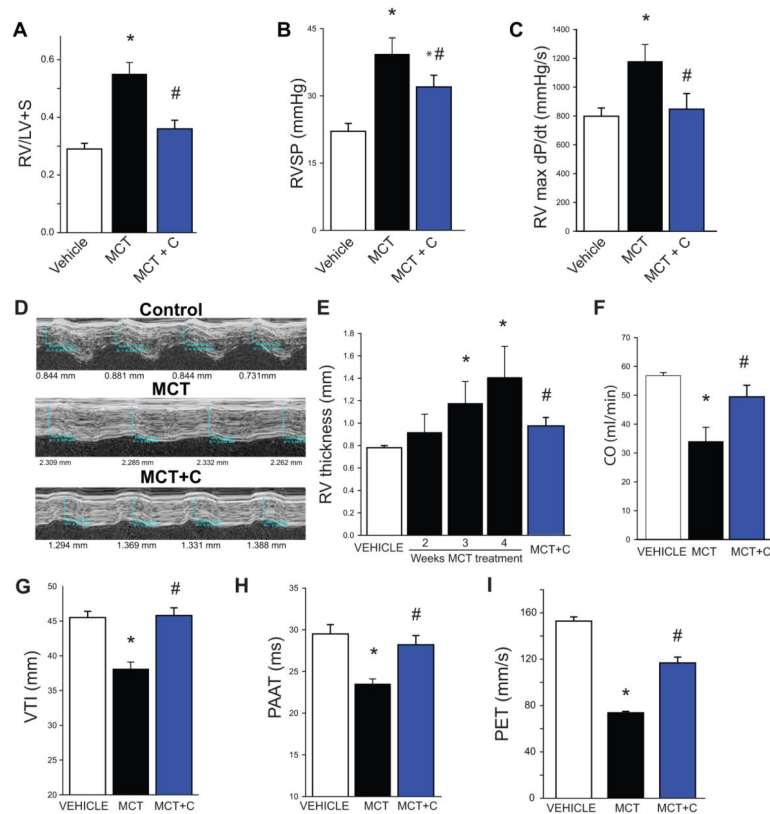 A
RV/LV+S
0.6
0.4
0.2
0.0
*
#
Vehicle
MCT
MCT + C
B
RVSP (mmHg)
45
30
15
0
*
*#
Vehicle
MCT
MCT + C
C
RV max dP/dt (mmHg/s)
1400
1200
1000
800
600
400
200
0
*
#
Vehicle
MCT
MCT + C
D
Control
0.844 mm 0.881 mm 0.844 mm 0.731mm
MCT
2.309 mm 2.285 mm 2.332 mm 2.262 mm
MCT+C
1.294 mm 1.369 mm 1.331 mm 1.388 mm
E
RV thickness (mm)
1.8
1.6
1.4
1.2
1.0
0.8
0.6
0.4
0.2
0.0
*
*
#
VEHICLE
2 3 4
Weeks MCT treatment
MCT+C
F
CO (ml/min)
70
60
50
40
30
20
10
0
*
#
VEHICLE MCT MCT+C
G
VTI (mm)
50
45
40
35
30
25
20
*
#
VEHICLE MCT MCT+C
H
PAAT (ms)
35
30
25
20
15
10
*
#
VEHICLE MCT MCT+C
I
PET (mm/s)
160
120
80
40
0
*
#
VEHICLE MCT MCT+C